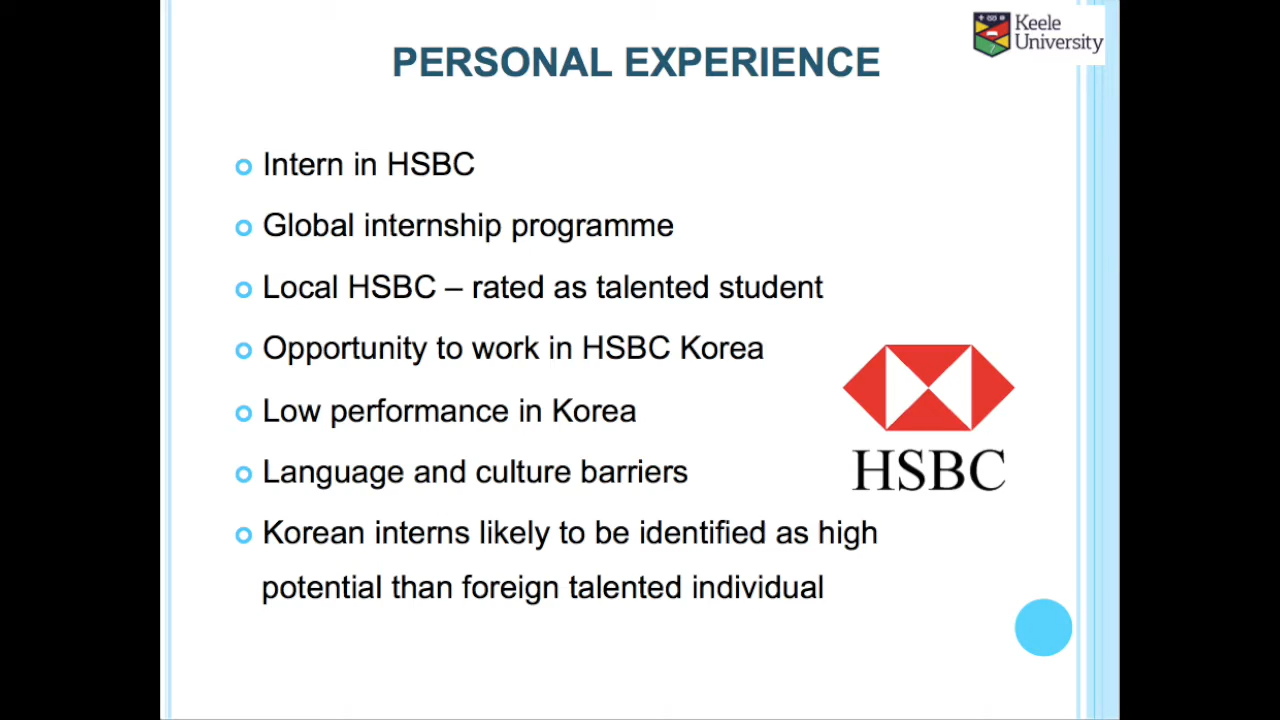 Keele
University
PERSONAL EXPERIENCE
Intern in HSBC
Global internship programme
Local HSBC – rated as talented student
Opportunity to work in HSBC Korea
Low performance in Korea
Language and culture barriers
HSBC
Korean interns likely to be identified as high
potential than foreign talented individual